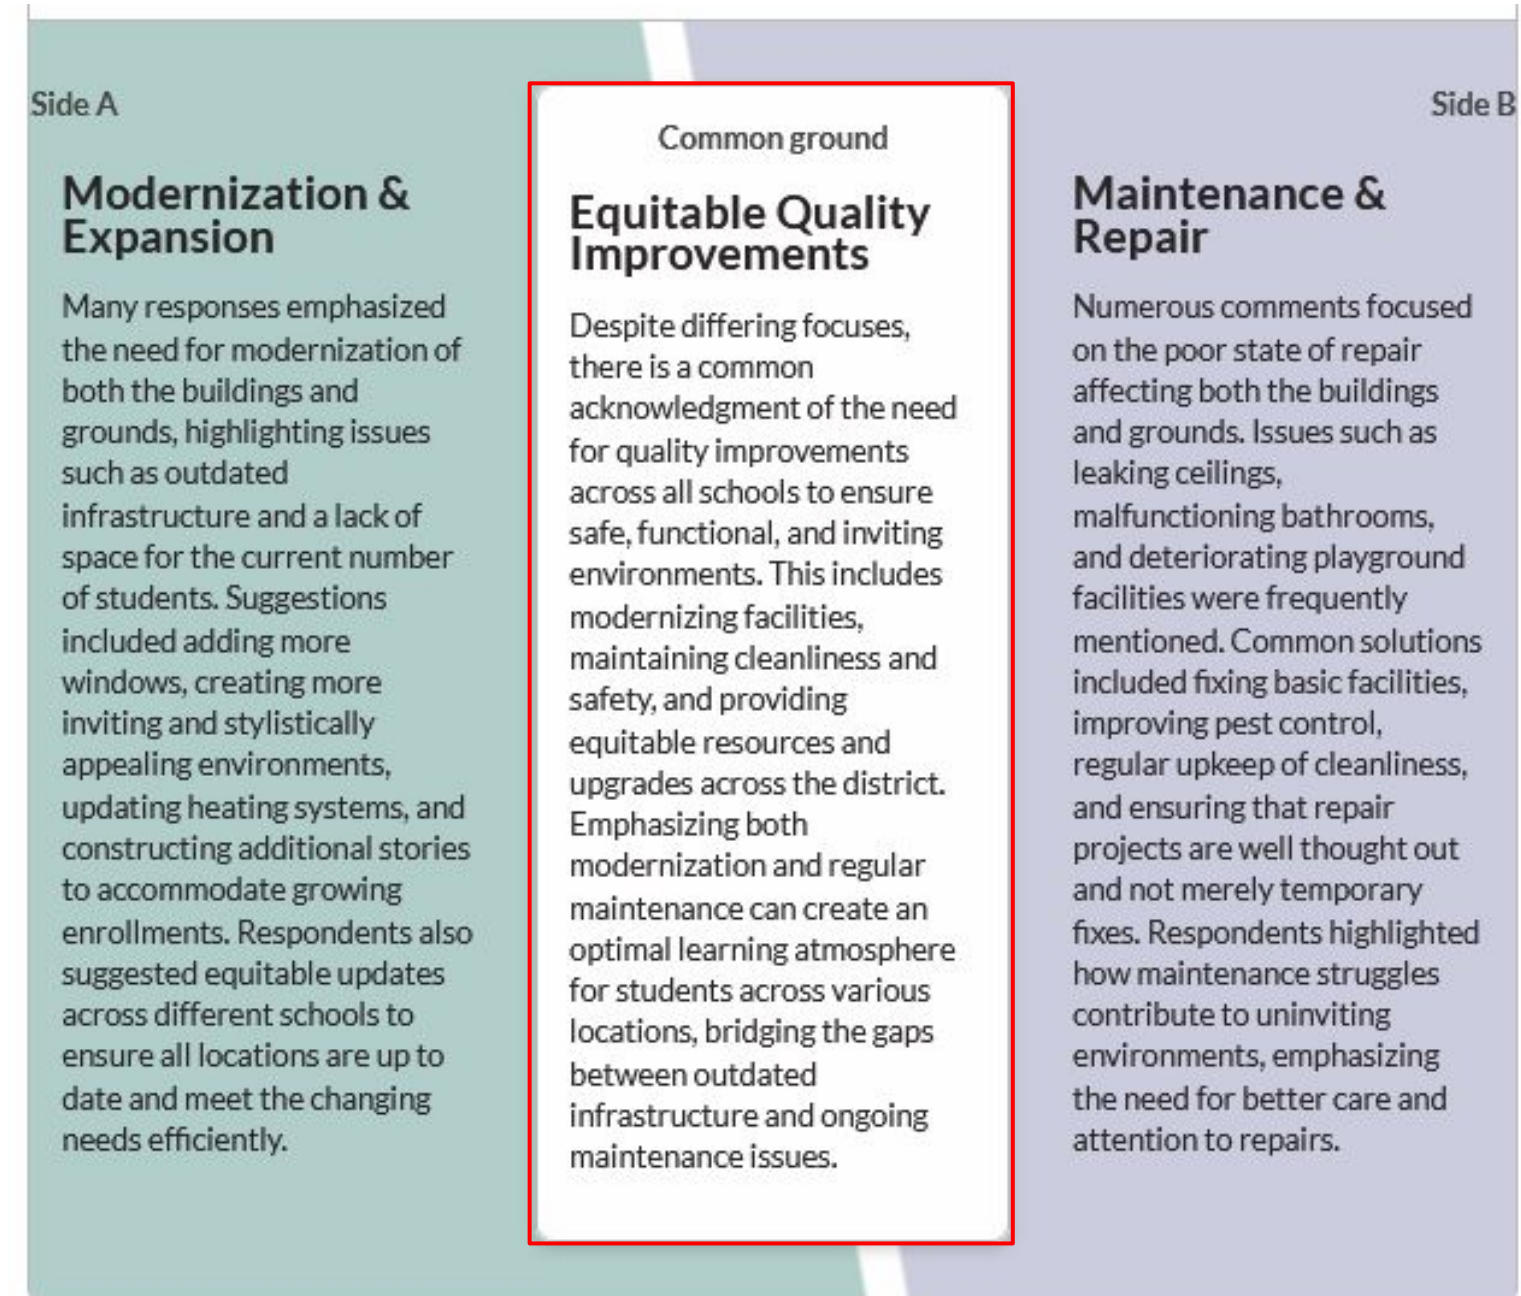 Side A
Modernization &
Expansion
Many responses emphasized
the need for modernization of
both the buildings and
grounds, highlighting issues
such as outdated
infrastructure and a lack of
space for the current number
of students. Suggestions
included adding more
windows, creating more
inviting and stylistically
appealing environments,
updating heating systems, and
constructing additional stories
to accommodate growing
enrollments. Respondents also
suggested equitable updates
across different schools to
ensure all locations are up to
date and meet the changing
needs efficiently.
Common ground
Equitable Quality
Improvements
Despite differing focuses,
there is a common
acknowledgment of the need
for quality improvements
across all schools to ensure
safe, functional, and inviting
environments. This includes
modernizing facilities,
maintaining cleanliness and
safety, and providing
equitable resources and
upgrades across the district.
Emphasizing both
modernization and regular
maintenance can create an
optimal learning atmosphere
for students across various
locations, bridging the gaps
between outdated
infrastructure and ongoing
maintenance issues.
Side B
Maintenance &
Repair
Numerous comments focused
on the poor state of repair
affecting both the buildings
and grounds. Issues such as
leaking ceilings,
malfunctioning bathrooms,
and deteriorating playground
facilities were frequently
mentioned. Common solutions
included fixing basic facilities,
improving pest control,
regular upkeep of cleanliness,
and ensuring that repair
projects are well thought out
and not merely temporary
fixes. Respondents highlighted
how maintenance struggles
contribute to uninviting
environments, emphasizing
the need for better care and
attention to repairs.